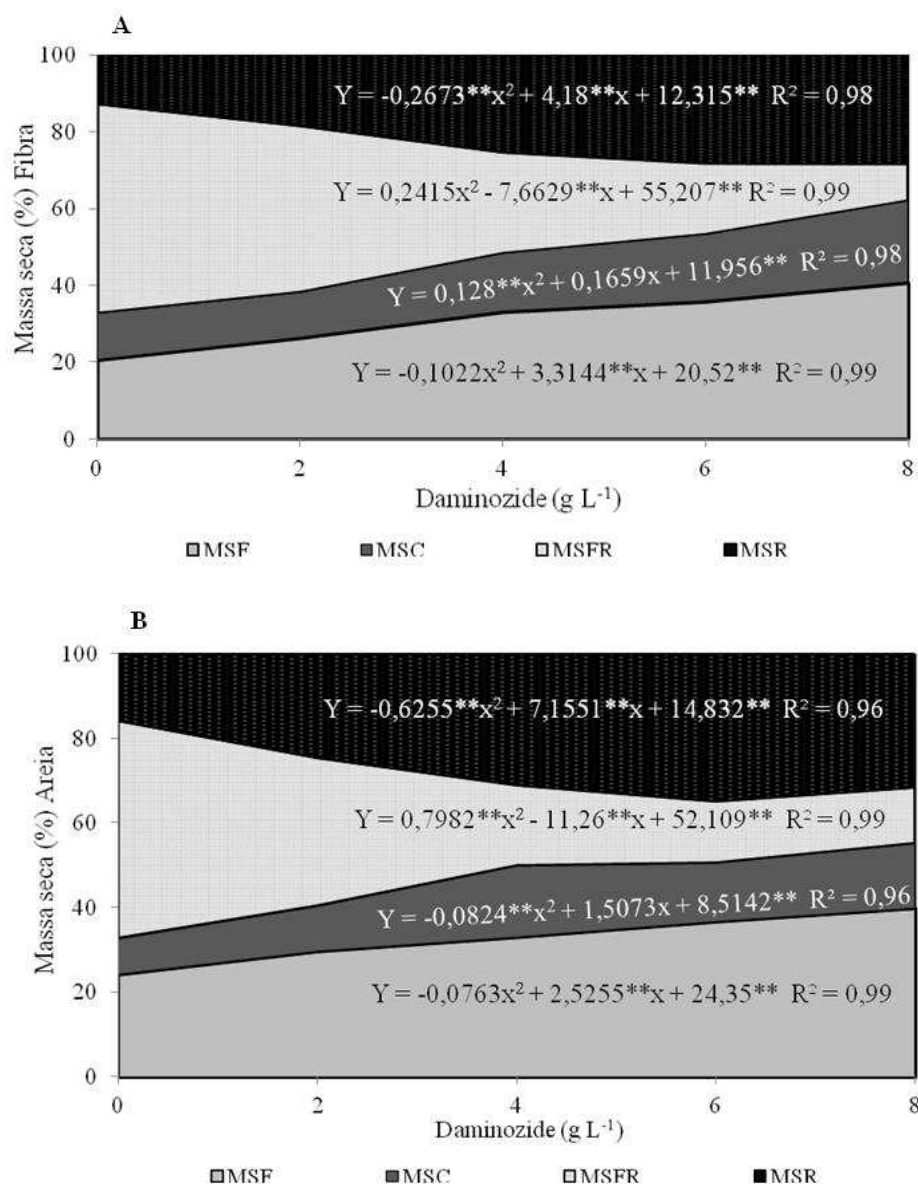 A
100
80
60
40
20
0
Massa seca (%) Fibra
Y = -0,2673**x² + 4,18**x + 12,315** R² = 0,98
Y = 0,2415x² - 7,6629**x + 55,207** R² = 0,99
Y = 0,128**x² + 0,1659x + 11,956** R² = 0,98
Y = -0,1022x² + 3,3144**x + 20,52** R² = 0,99
0 2 4 6 8
Daminozide (g L⁻¹)
MSF MSC MSFR MSR
B
100
80
60
40
20
0
Massa seca (%) Areia
Y = -0,6255**x² + 7,1551**x + 14,832** R² = 0,96
Y = 0,7982**x² - 11,26**x + 52,109** R² = 0,99
Y = -0,0824**x² + 1,5073x + 8,5142** R² = 0,96
Y = -0,0763x² + 2,5255**x + 24,35** R² = 0,99
0 2 4 6 8
Daminozide (g L⁻¹)
MSF MSC MSFR MSR